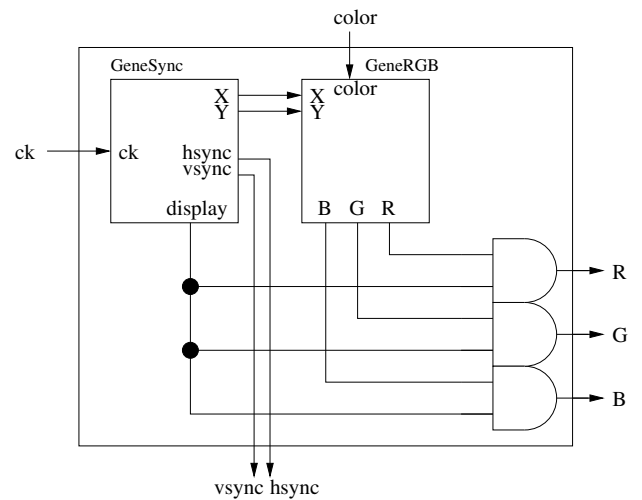 color
GeneSync
GeneRGB
X
Y
X
Y
color
ck
ck
hsync
vsync
display
B G R
R
G
B
vsync hsync